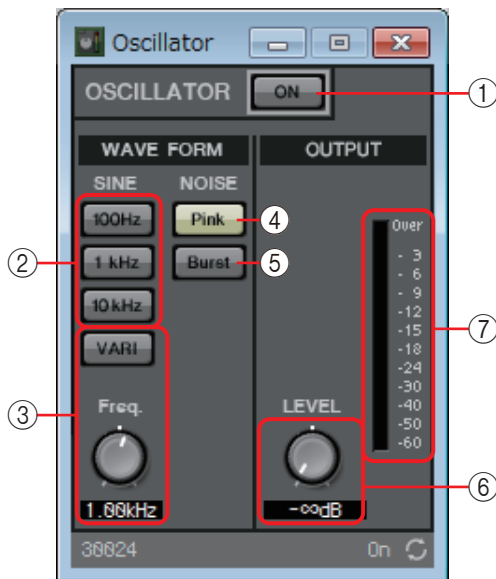 Oscillator
OSCILLATOR ON
①
WAVE FORM
OUTPUT
SINE NOISE
100Hz
Pink
④
1 kHz
Burst
⑤
②
10 kHz
VARI
③
Freq.
1.00kHz
Over
- 3
- 6
- 9
-12
-15
-18
-24
-30
-40
-50
-60
⑦
LEVEL
-∞dB
⑥
30024
On